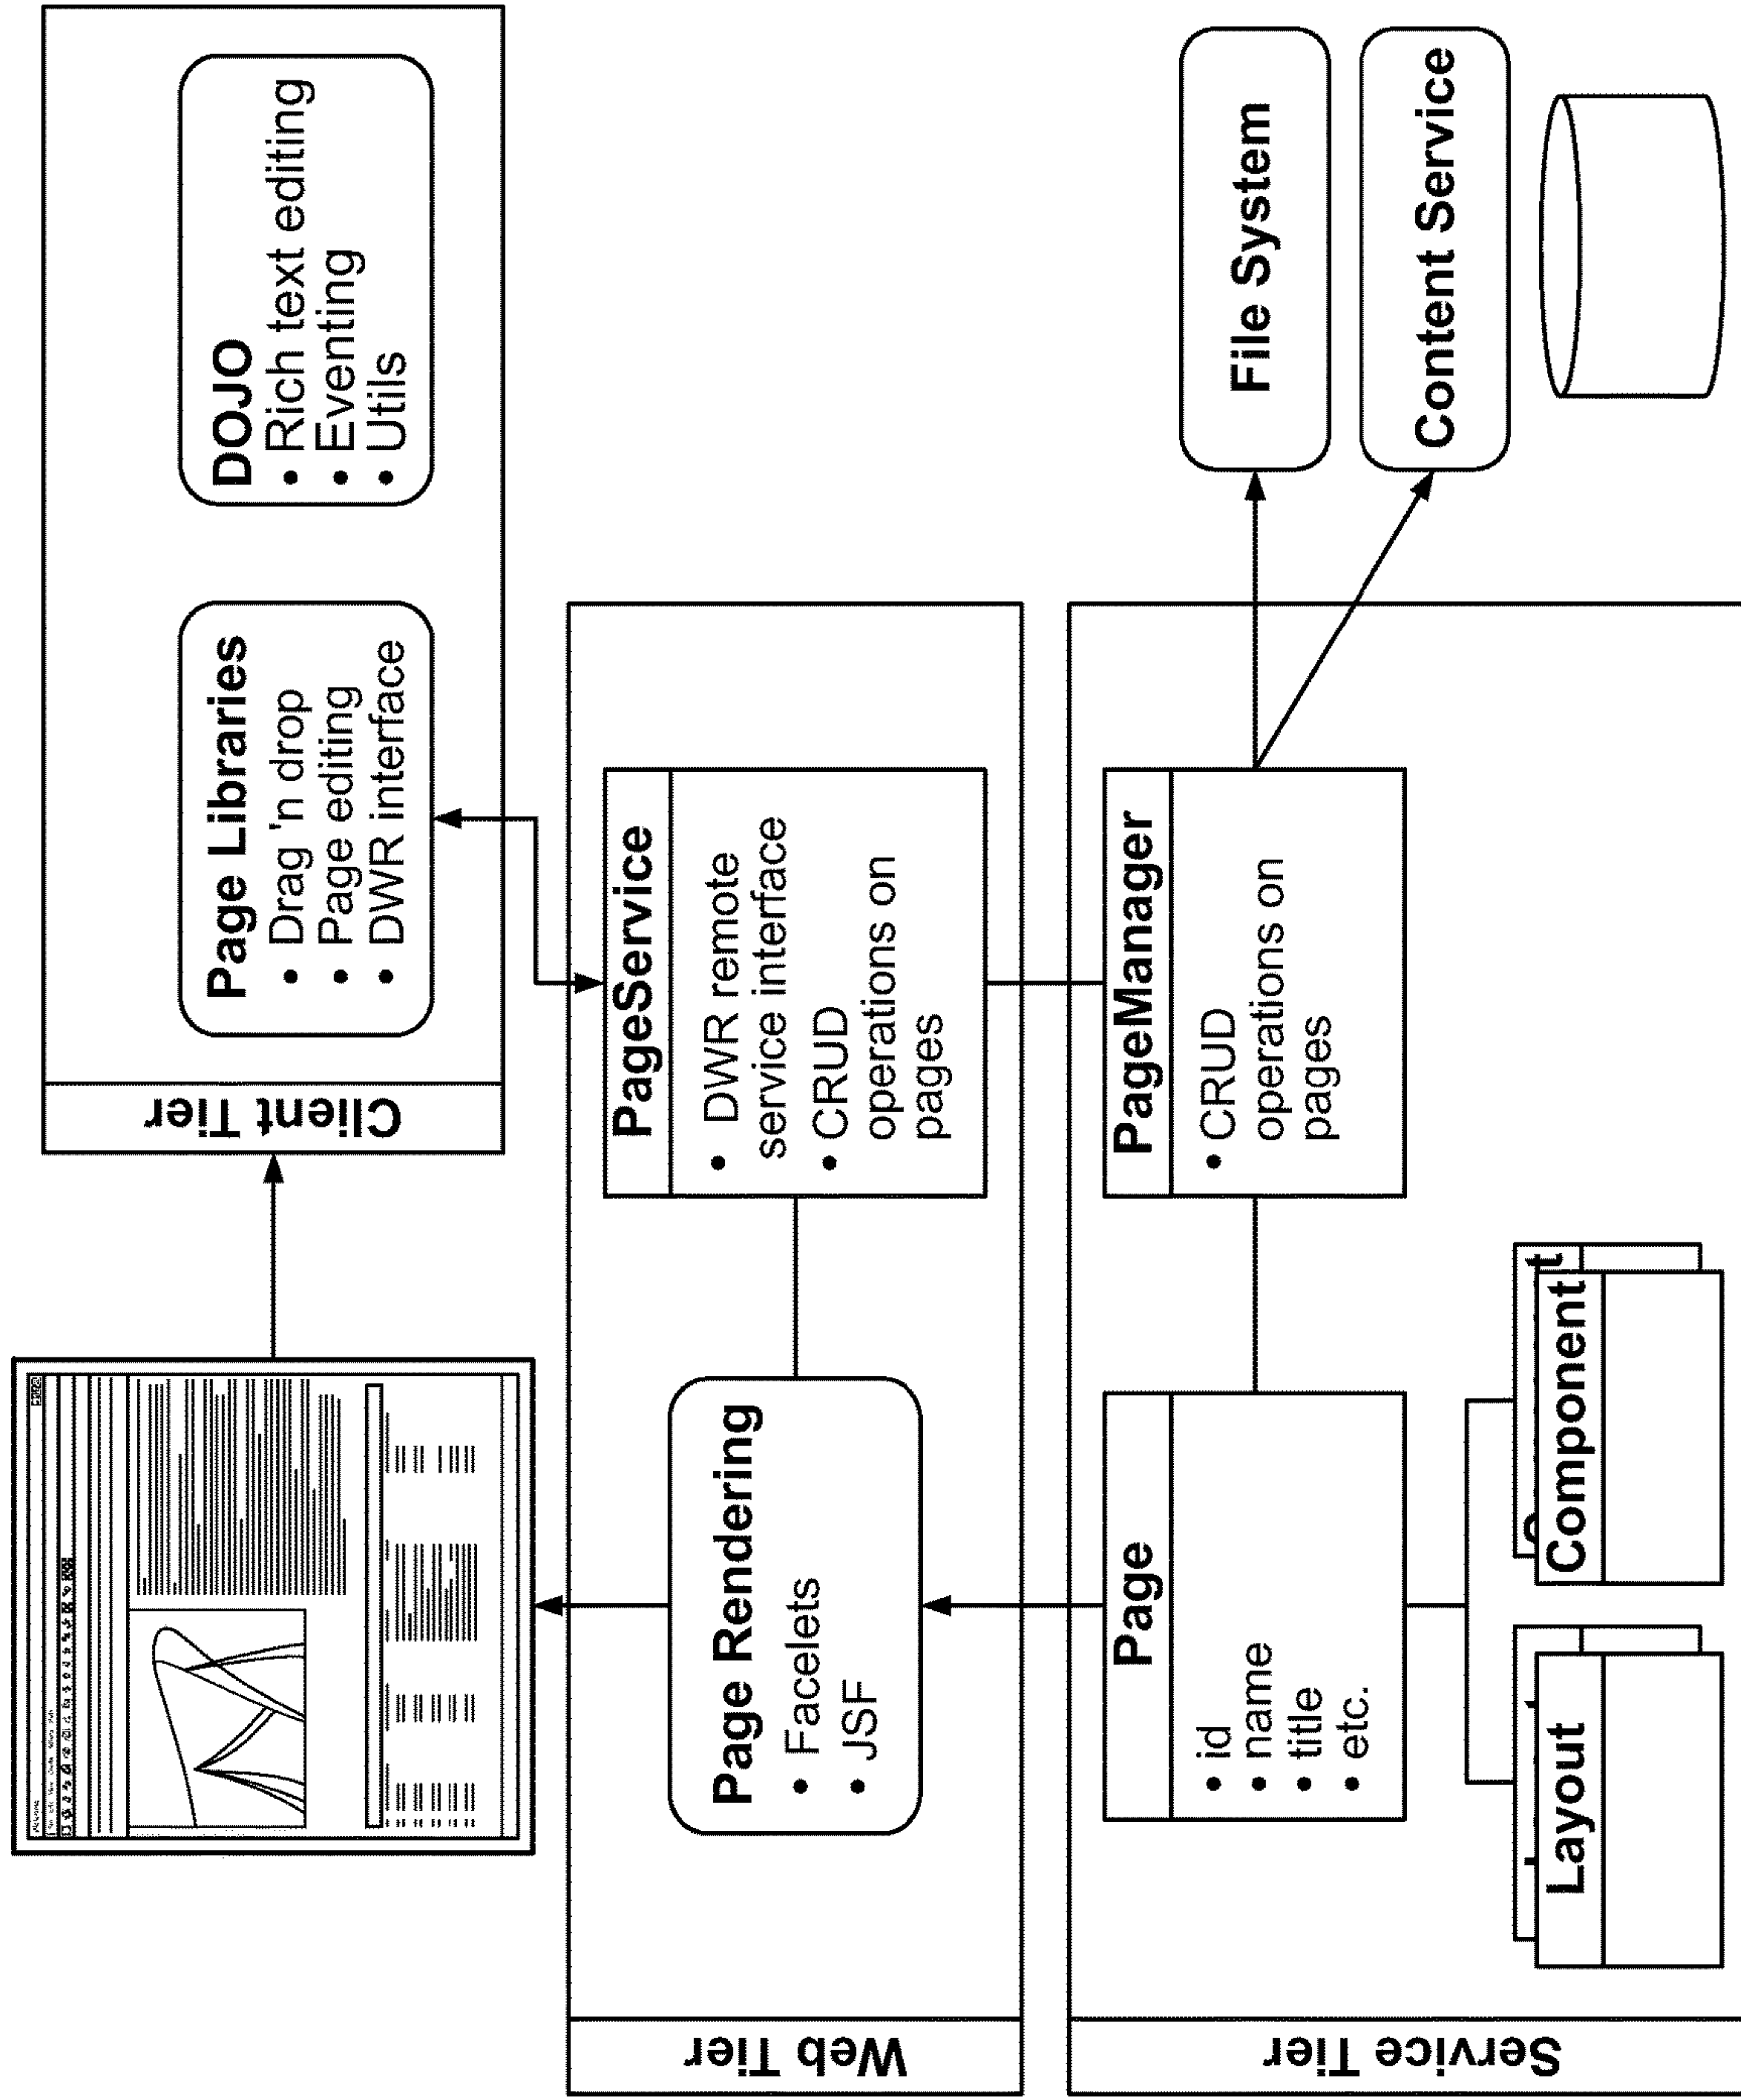 Client Tier
Page Libraries
• Drag 'n drop
• Page editing
• DWR interface
DOJO
• Rich text editing
• Eventing
• Utils
Web Tier
Page Rendering
• Facelets
• JSF
PageService
• DWR remote
service interface
• CRUD
operations on
pages
Service Tier
Page
• id
• name
• title
• etc.
PageManager
• CRUD
operations on
pages
File System
Content Service
Layout
Component